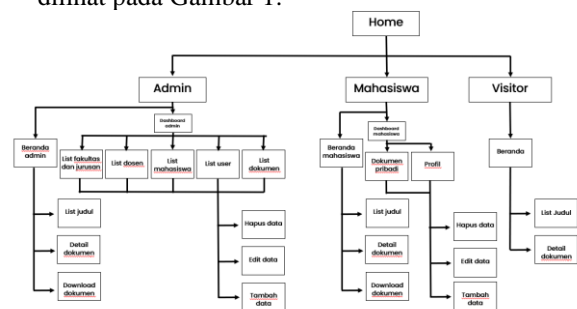 dilihat pada Gambar 1.
Home
Admin
Mahasiswa
Visitor
Dashboard
admin
Dashboard
mahasiswa
Beranda
admin
List fakultas
dan jurusan
List dosen
List
mahasiswa
List user
List
dokumen
Beranda
mahasiswa
Dokumen
pribadi
Profil
Beranda
List judul
Detail
dokumen
Download
dokumen
Hapus data
Edit data
Tambah
data
List judul
Detail
dokumen
Download
dokumen
Hapus data
Edit data
Tambah
data
List Judul
Detail
dokumen